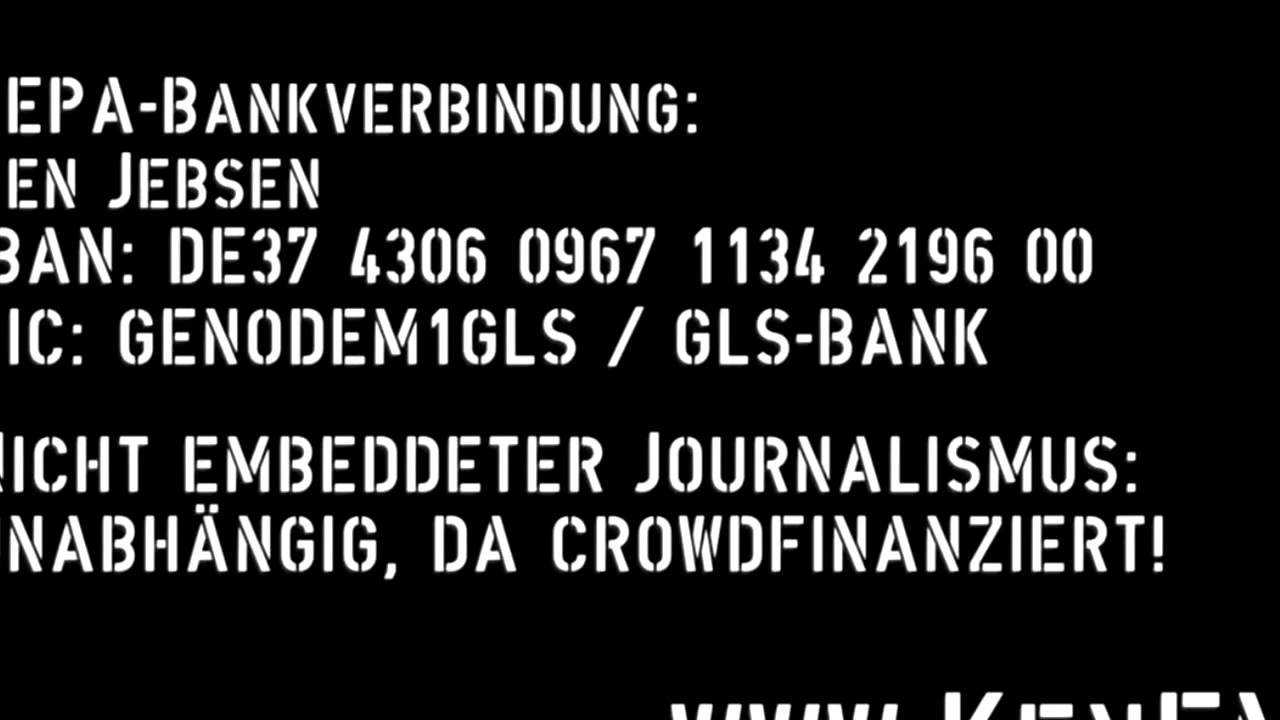 EPA-BANKVERBINDUNG:
EN JEBSEN
BAN: DE37 4306 0967 1134 2196 00
IC: GENODEM1GLS / GLS-BANK
NICHT EMBEDDETER JOURNALISMUS:
UNABHÄNGIG, DA CROWDFINANZIERT!